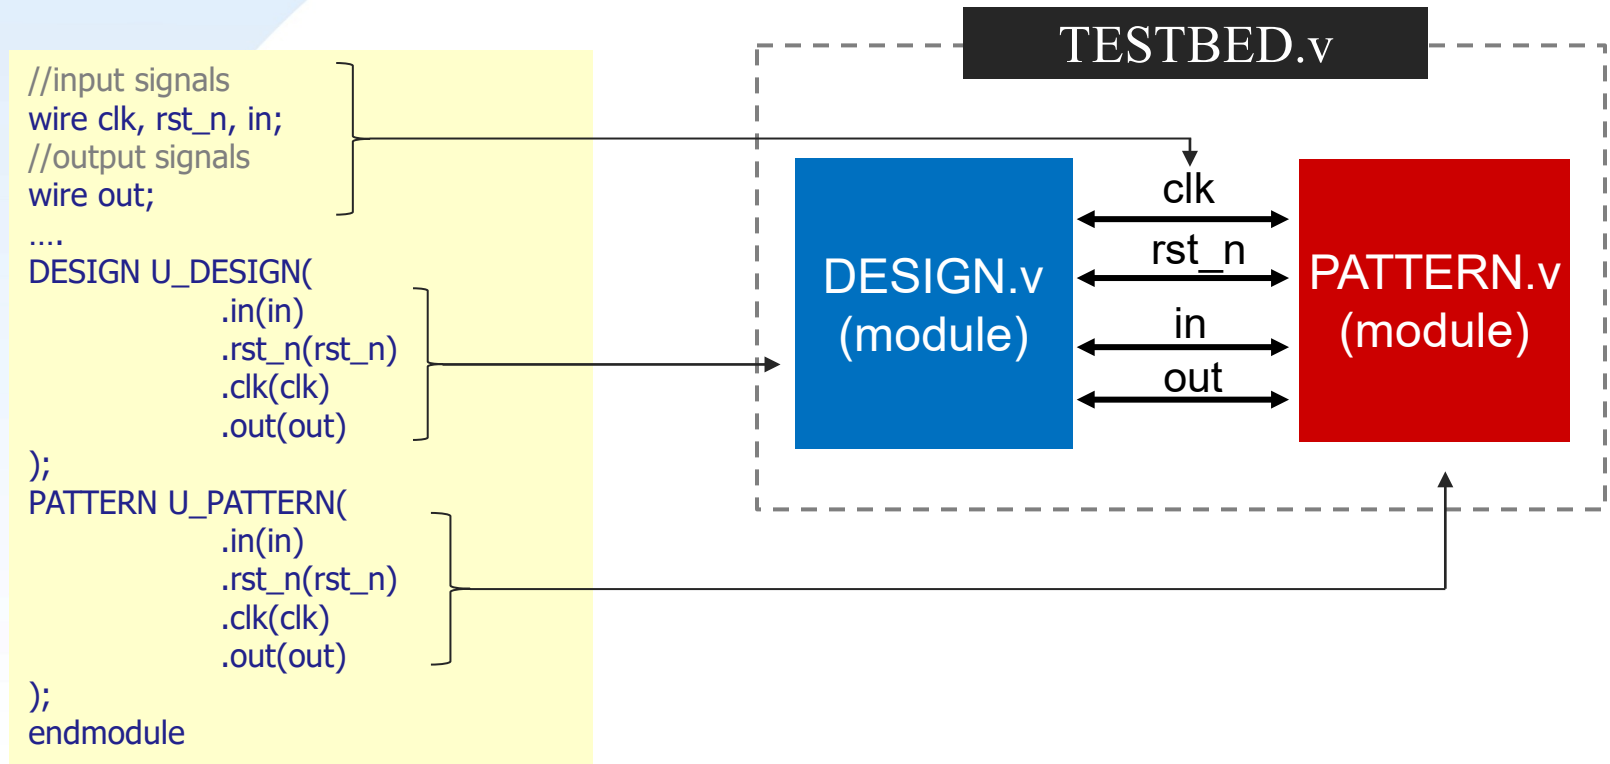 //input signals
wire clk, rst_n, in;
//output signals
wire out;
....
DESIGN U_DESIGN(
.in(in)
.rst_n(rst_n)
.clk(clk)
.out(out)
);
PATTERN U_PATTERN(
.in(in)
.rst_n(rst_n)
.clk(clk)
.out(out)
);
endmodule
TESTBED.v
DESIGN.v
(module)
clk
rst_n
in
out
PATTERN.v
(module)